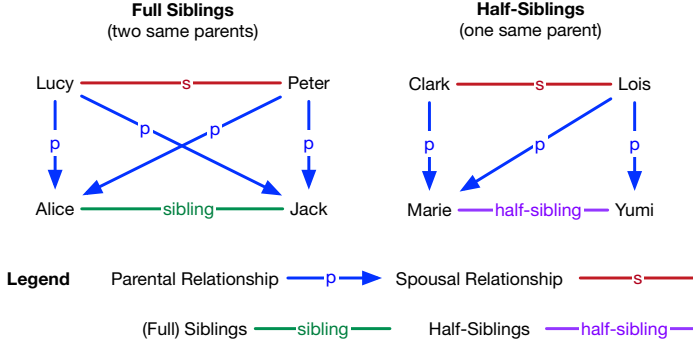 Full Siblings
(two same parents)
Half-Siblings
(one same parent)
Lucy s Peter
Clark s Lois
p p p p
p p p
Alice sibling Jack
Marie half-sibling Yumi
Legend Parental Relationship p Spousal Relationship s
(Full) Siblings sibling Half-Siblings half-sibling